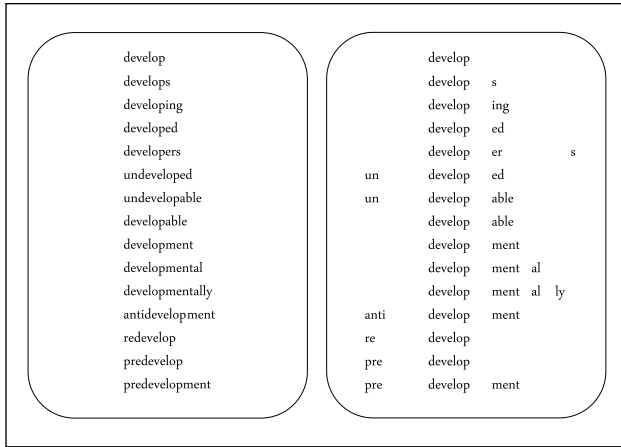 develop develop
develops develop s
developing develop ing
developed develop ed
developers develop er s
undeveloped un develop ed
undevelopable un develop able
developable develop able
development develop ment
developmental develop ment al
developmentally develop ment al ly
antidevelopment anti develop ment
redevelop re develop
predevelop pre develop
predevelopment pre develop ment